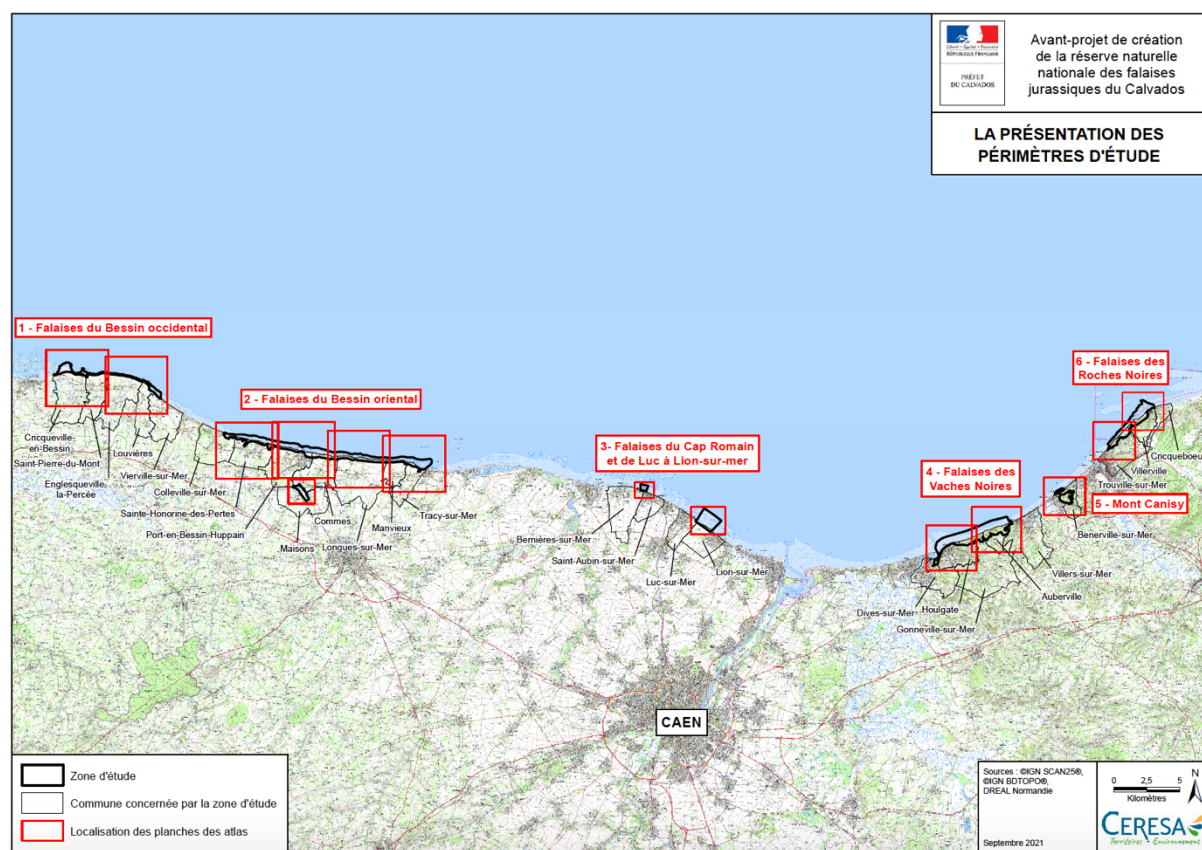 Liberté • Égalité • Fraternité
RÉPUBLIQUE FRANÇAISE
PRÉFET
DU CALVADOS
Avant-projet de création
de la réserve naturelle
nationale des falaises
jurassiques du Calvados
LA PRÉSENTATION DES
PÉRIMÈTRES D'ÉTUDE
1 - Falaises du Bessin occidental
2 - Falaises du Bessin oriental
3- Falaises du Cap Romain
et de Luc à Lion-sur-mer
4 - Falaises des
Vaches Noires
5 - Mont Canisy
6 - Falaises des
Roches Noires
Cricqueville-
en-Bessin
Saint-Pierre-du-Mont
Englesqueville-
la-Percée
Louvières
Vierville-sur-Mer
Colleville-sur-Mer
Sainte-Honorine-des-Pertes
Port-en-Bessin-Huppain
Maisons
Commes
Longues-sur-Mer
Manvieux
Tracy-sur-Mer
Bernières-sur-Mer
Saint-Aubin-sur-Mer
Luc-sur-Mer
Lion-sur-Mer
Dives-sur-Mer
Houlgate
Gonneville-sur-Mer
Auberville
Villers-sur-Mer
Benerville-sur-Mer
Trouville-sur-Mer
Villerville
Cricqueboeuf
CAEN
Zone d'étude
Commune concernée par la zone d'étude
Localisation des planches des atlas
Sources : ©IGN SCAN25®,
©IGN BDTOPO®,
DREAL Normandie
Septembre 2021
0 2,5 5
Kilomètres
N
CERESA
Territoires & Environnement